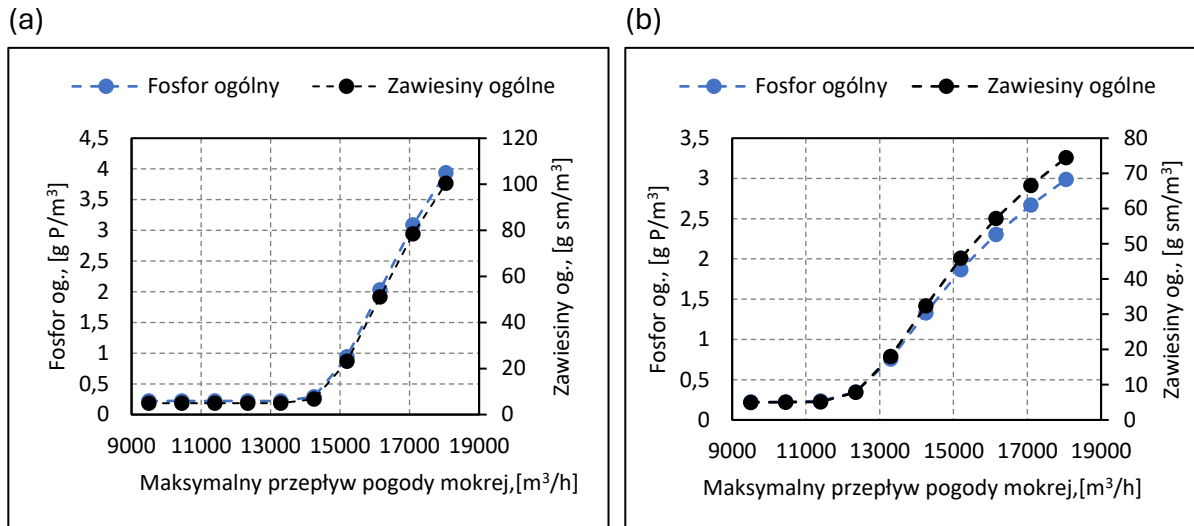 (a)
Fosfor ogólny Zawiesiny ogólne
Fosfor og., [g P/m³]
4,5
4
3,5
3
2,5
2
1,5
1
0,5
0
120
100
80
60
40
20
0
Zawiesiny og., [g sm/m³]
9000 11000 13000 15000 17000 19000
Maksymalny przepływ pogody mokrej,[m³/h]
(b)
Fosfor ogólny Zawiesiny ogólne
Fosfor og., [g P/m³]
3,5
3
2,5
2
1,5
1
0,5
0
80
70
60
50
40
30
20
10
0
Zawiesiny og., [g sm/m³]
9000 11000 13000 15000 17000 19000
Maksymalny przepływ pogody mokrej,[m³/h]